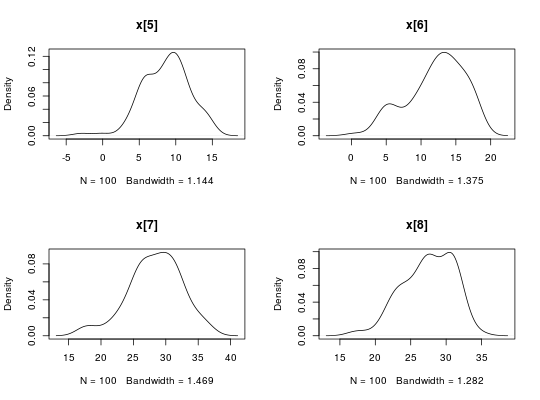 x[5]
Density
0.00 0.06 0.12
-5 0 5 10 15
N = 100 Bandwidth = 1.144
x[6]
Density
0.00 0.04 0.08
0 5 10 15 20
N = 100 Bandwidth = 1.375
x[7]
Density
0.00 0.04 0.08
15 20 25 30 35 40
N = 100 Bandwidth = 1.469
x[8]
Density
0.00 0.04 0.08
15 20 25 30 35
N = 100 Bandwidth = 1.282